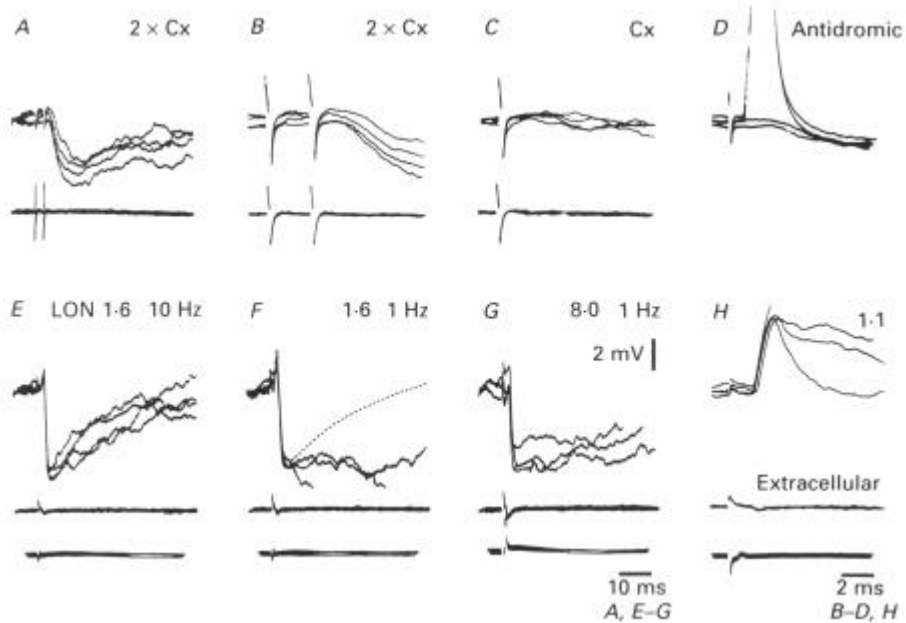 A 2 × Cx
B 2 × Cx
C Cx
D Antidromic
E LON 1·6 10 Hz
F 1·6 1 Hz
G 8·0 1 Hz
2 mV
H 1·1
Extracellular
10 ms
A, E–G
2 ms
B–D, H